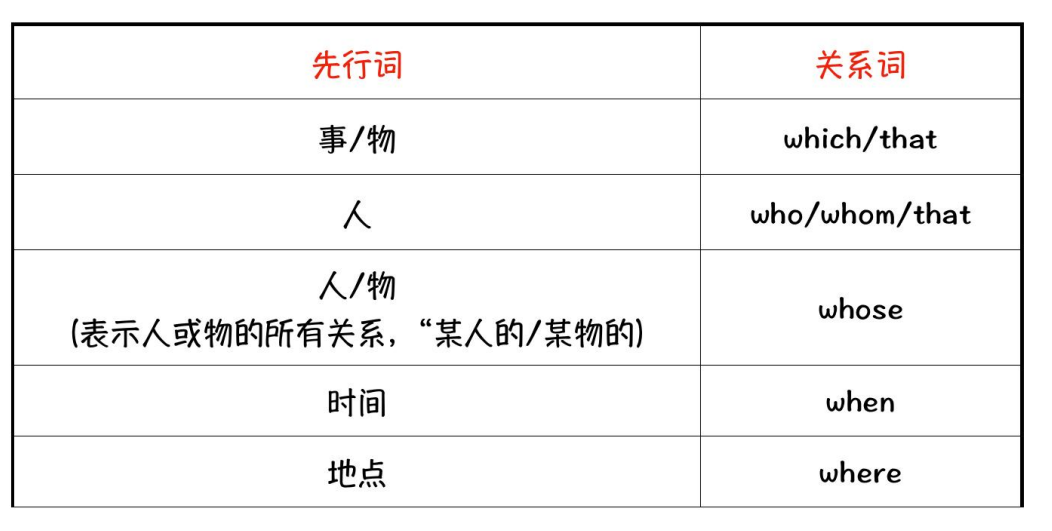 先行词
关系词
事/物
which/that
人
who/whom/that
人/物
(表示人或物的所有关系,“某人的/某物的)
whose
时间
when
地点
where